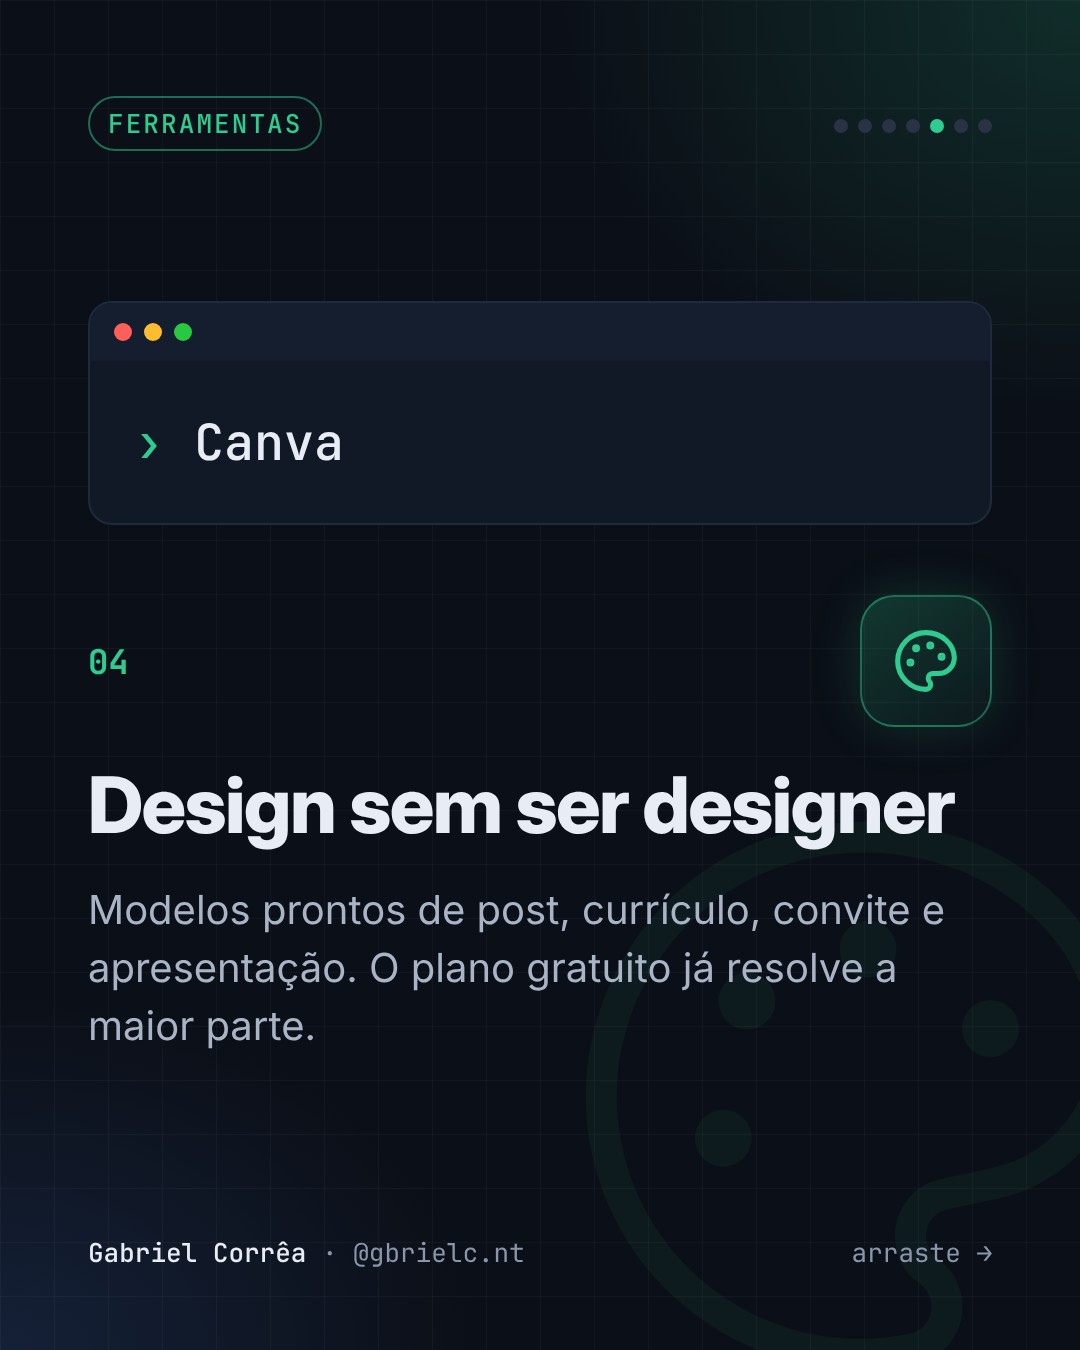 FERRAMENTAS
› Canva
04
Design sem ser designer
Modelos prontos de post, currículo, convite e
apresentação. O plano gratuito já resolve a
maior parte.
Gabriel Corrêa · @gbrielc.nt
arraste →